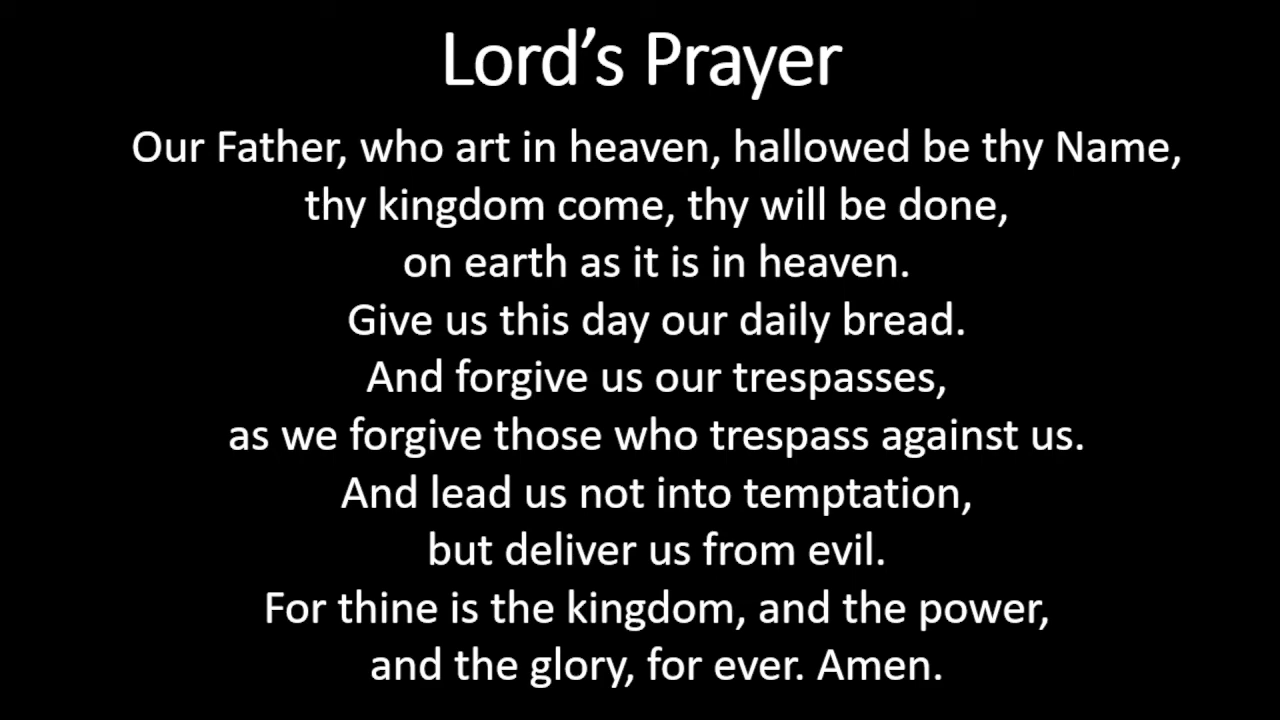 Lord’s Prayer
Our Father, who art in heaven, hallowed be thy Name,
thy kingdom come, thy will be done,
on earth as it is in heaven.
Give us this day our daily bread.
And forgive us our trespasses,
as we forgive those who trespass against us.
And lead us not into temptation,
but deliver us from evil.
For thine is the kingdom, and the power,
and the glory, for ever. Amen.